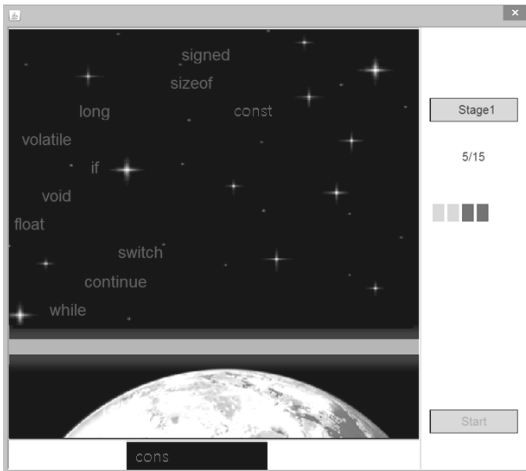 signed
sizeof
long
const
volatile
if
void
float
switch
continue
while
cons
Stage1
5/15
Start